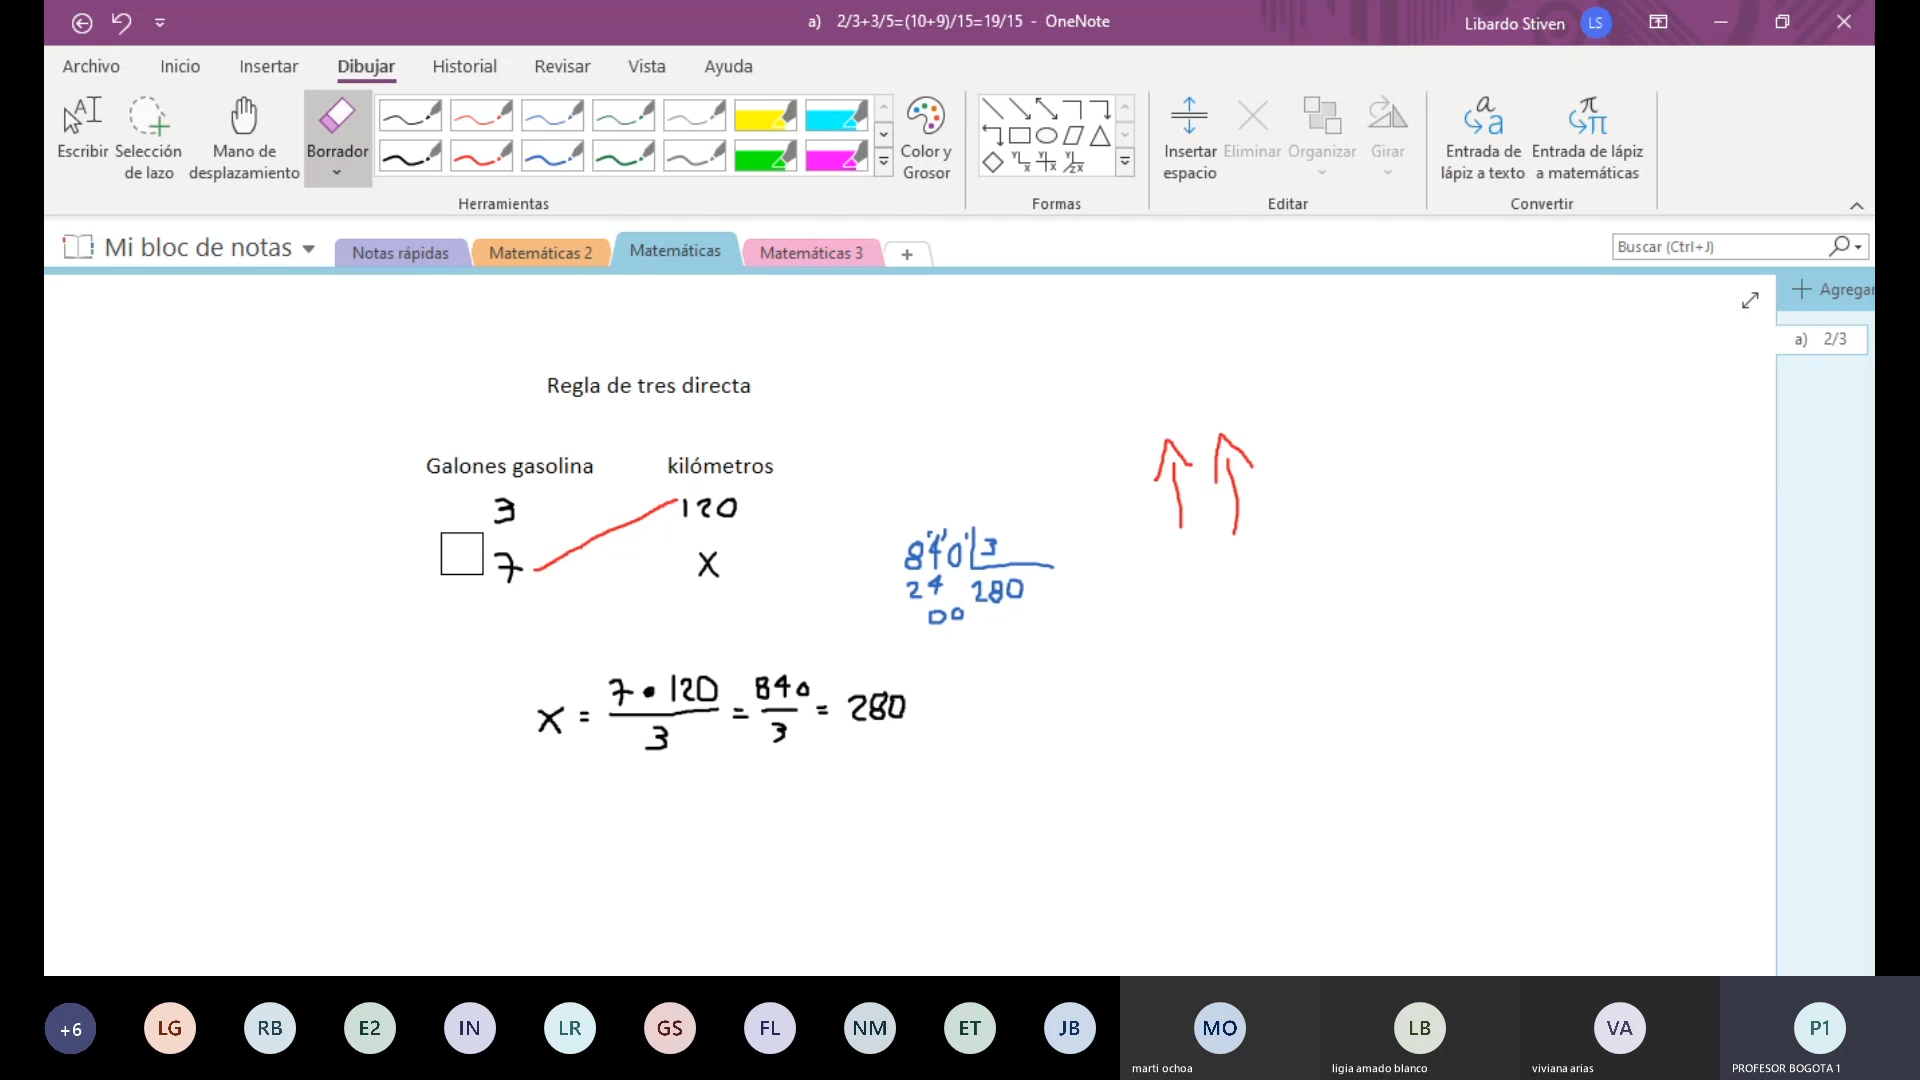 a) 2/3+3/5=(10+9)/15=19/15 - OneNote
Libardo Stiven LS
Archivo Inicio Insertar Dibujar Historial Revisar Vista Ayuda
Escribir Selección de lazo Mano de desplazamiento Borrador Color y Grosor Insertar espacio Eliminar Organizar Girar Entrada de lápiz a texto Entrada de lápiz a matemáticas
Herramientas Formas Editar Convertir
Mi bloc de notas Notas rápidas Matemáticas 2 Matemáticas Matemáticas 3 + Buscar (Ctrl+J)
Agregar
a) 2/3
Regla de tres directa
Galones gasolina kilómetros
3 120
7 X
840 3
24 280
00
X = 7 • 120 / 3 = 840 / 3 = 280
+6 LG RB E2 IN LR GS FL NM ET JB MO LB VA P1
marti ochoa ligia amado blanco viviana arias PROFESOR BOGOTA 1